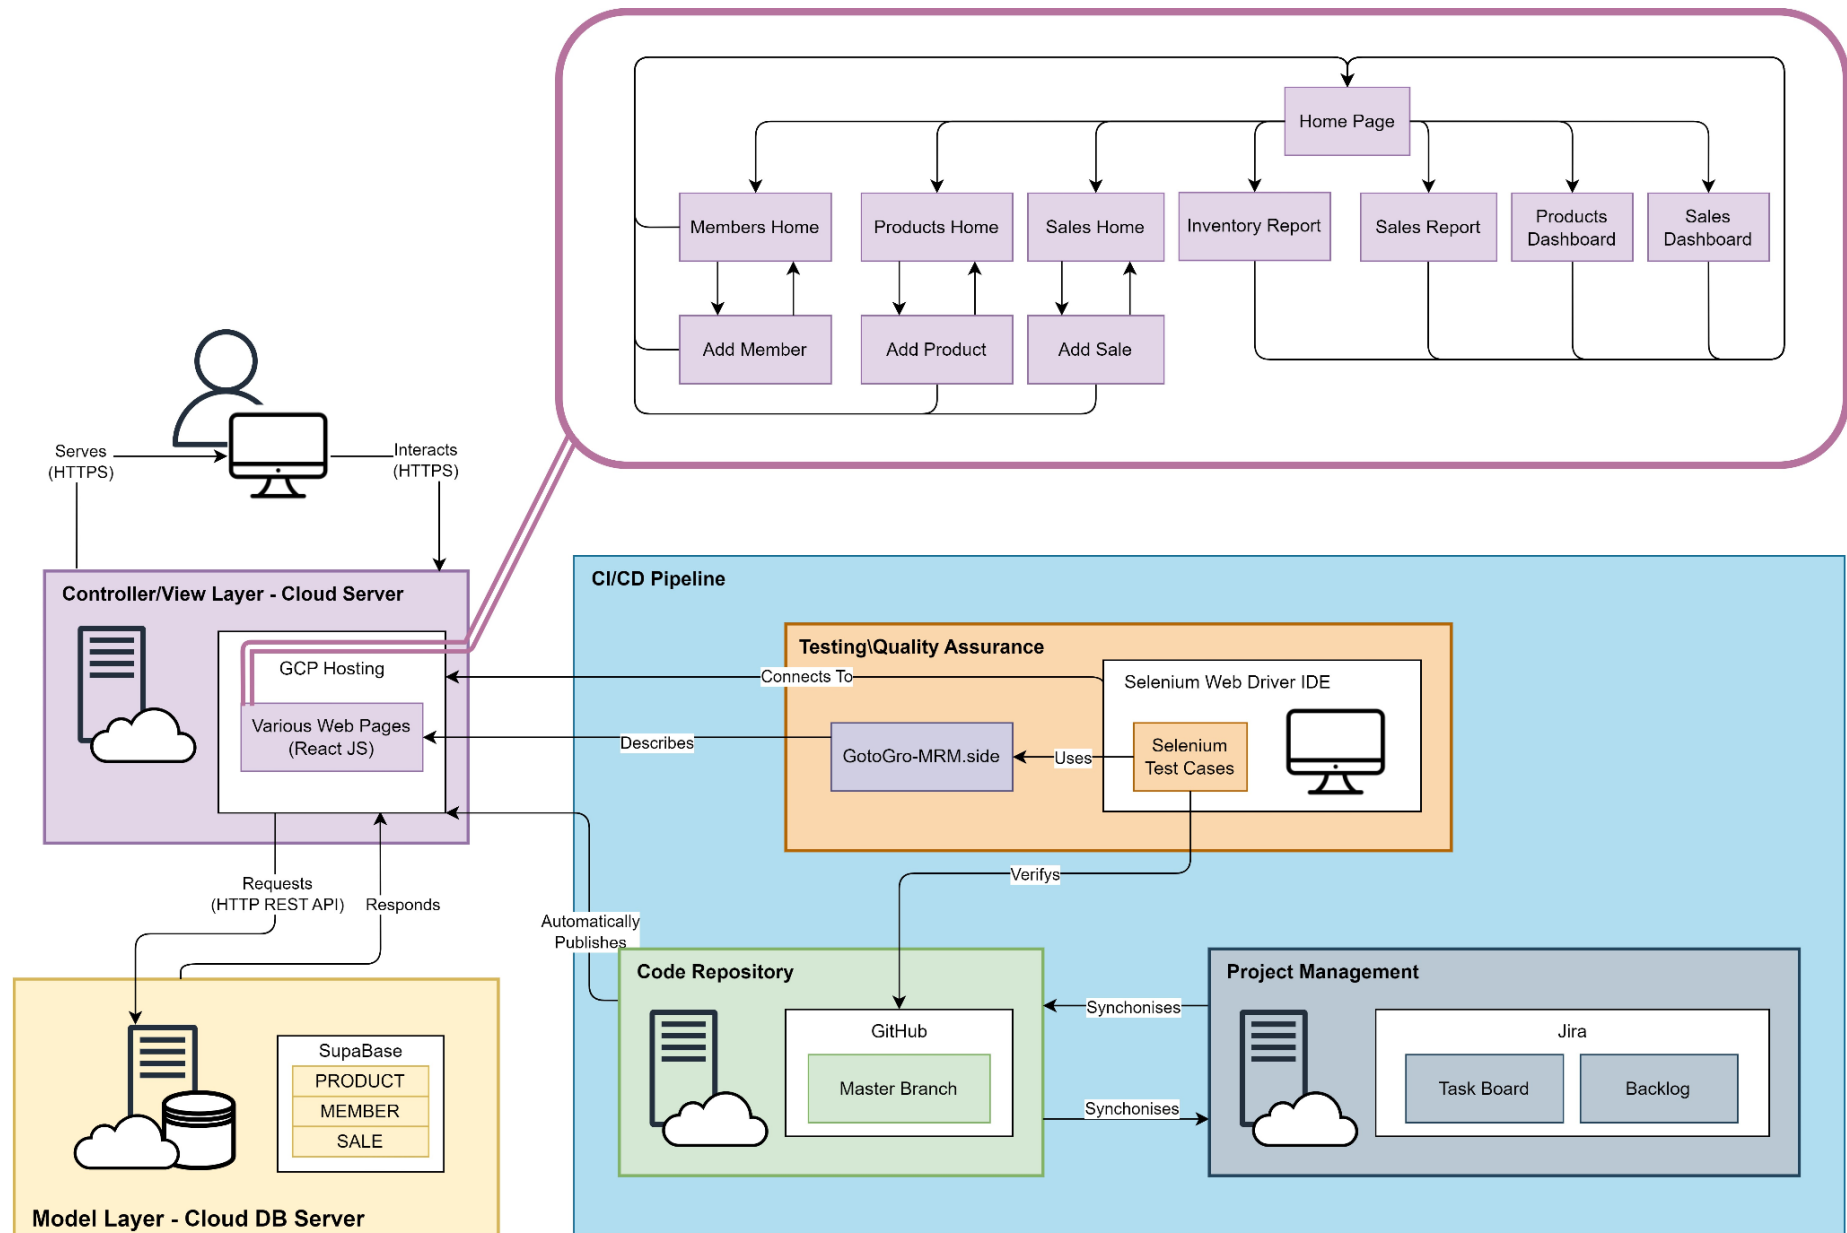 Home Page
Members Home
Products Home
Sales Home
Inventory Report
Sales Report
Products
Dashboard
Sales
Dashboard
Add Member
Add Product
Add Sale
Serves
(HTTPS)
Interacts
(HTTPS)
Controller/View Layer - Cloud Server
GCP Hosting
Various Web Pages
(React JS)
CI/CD Pipeline
Testing\Quality Assurance
Connects To
Selenium Web Driver IDE
Describes
GotoGro-MRM.side
Uses
Selenium
Test Cases
Verifys
Requests
(HTTP REST API)
Responds
Automatically
Publishes
Code Repository
GitHub
Master Branch
Synchonises
Synchonises
Project Management
Jira
Task Board
Backlog
SupaBase
PRODUCT
MEMBER
SALE
Model Layer - Cloud DB Server